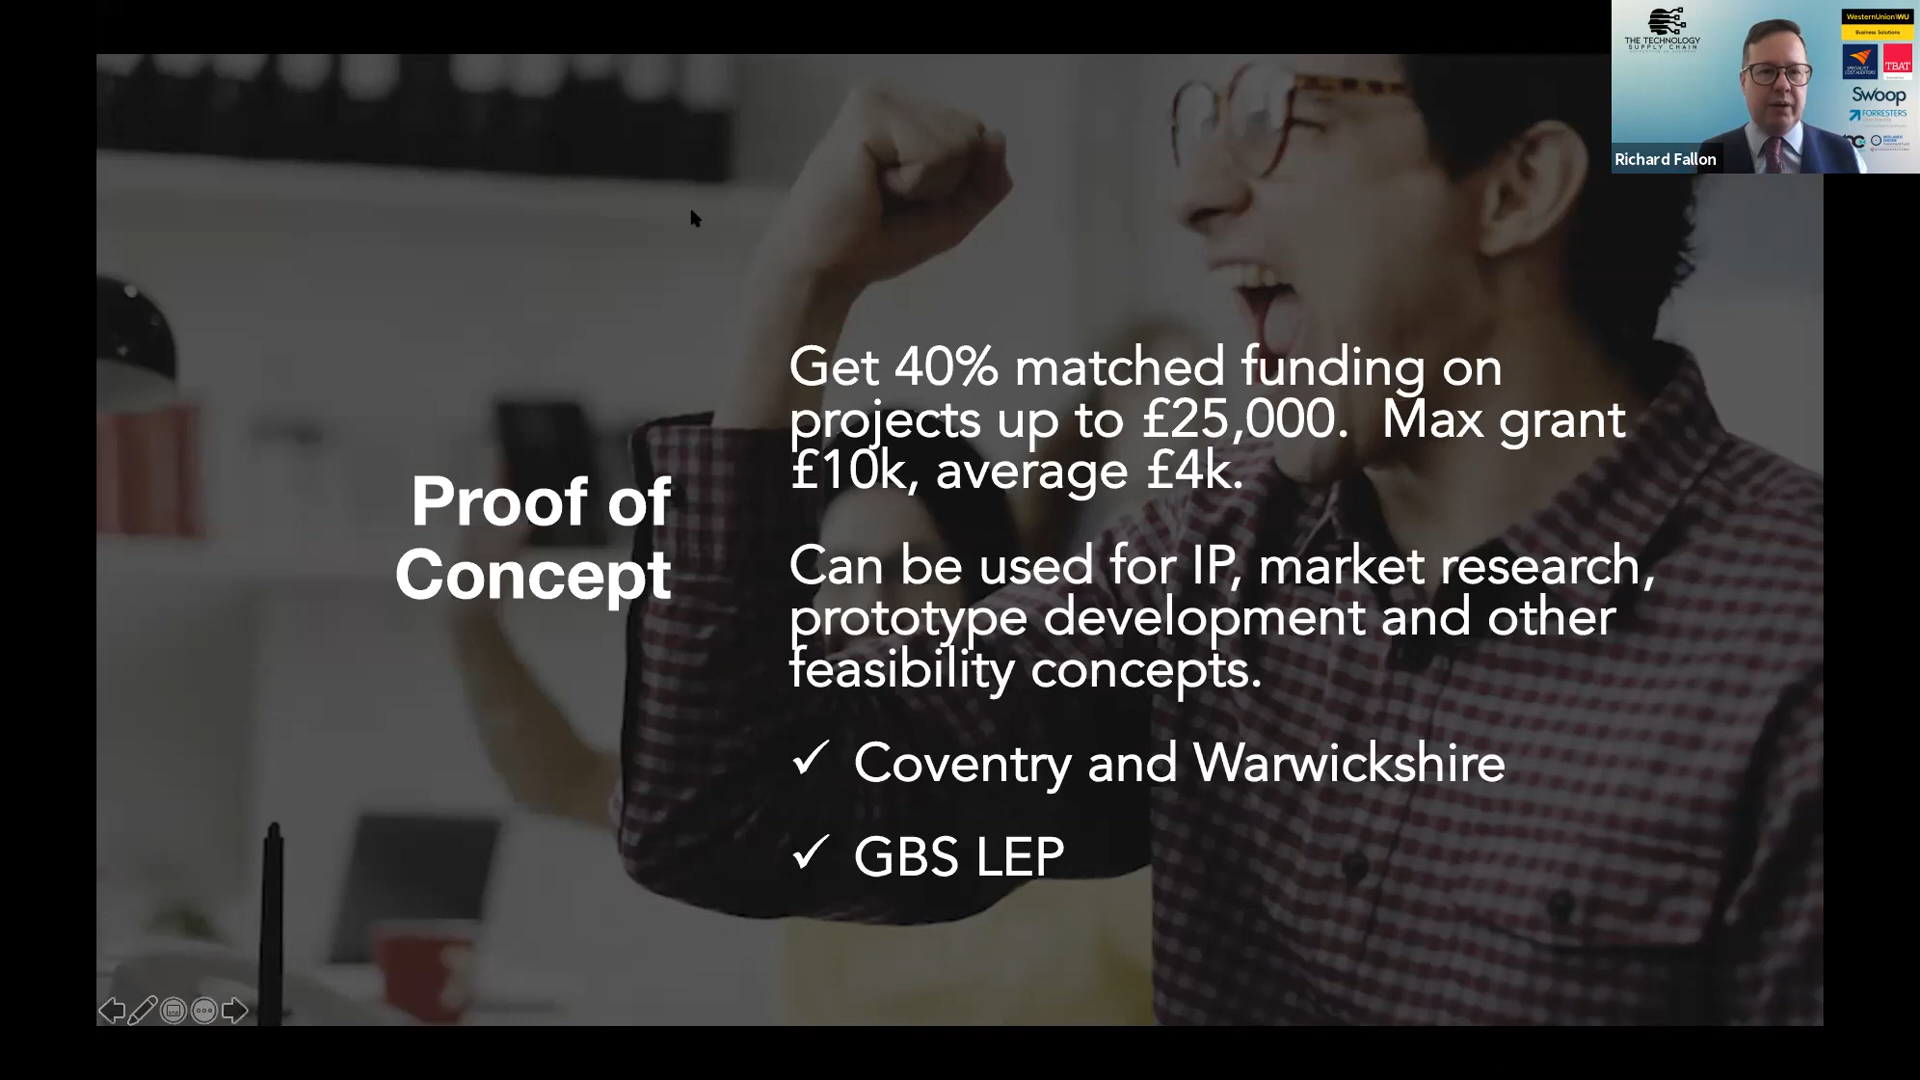 Proof of
Concept
Get 40% matched funding on
projects up to £25,000.  Max grant
£10k, average £4k.
Can be used for IP, market research,
prototype development and other
feasibility concepts.
✓ Coventry and Warwickshire
✓ GBS LEP
THE TECHNOLOGY
SUPPLY CHAIN
WesternUnion WU
Business Solutions
TBAT
Swoop
FORRESTERS
Richard Fallon